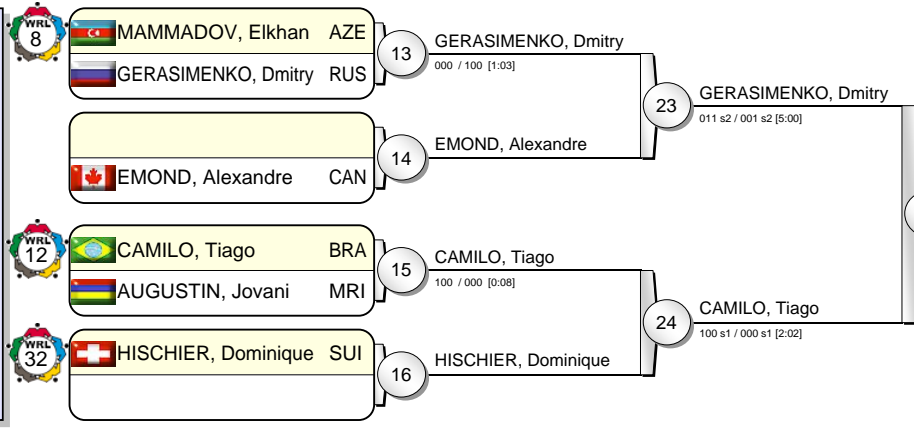 WRL
8
MAMMADOV, Elkhan AZE
GERASIMENKO, Dmitry RUS
13
GERASIMENKO, Dmitry
000 / 100 [1:03]
EMOND, Alexandre CAN
14
EMOND, Alexandre
23
GERASIMENKO, Dmitry
011 s2 / 001 s2 [5:00]
WRL
12
CAMILO, Tiago BRA
AUGUSTIN, Jovani MRI
15
CAMILO, Tiago
100 / 000 [0:08]
WRL
32
HISCHIER, Dominique SUI
16
HISCHIER, Dominique
24
CAMILO, Tiago
100 s1 / 000 s1 [2:02]